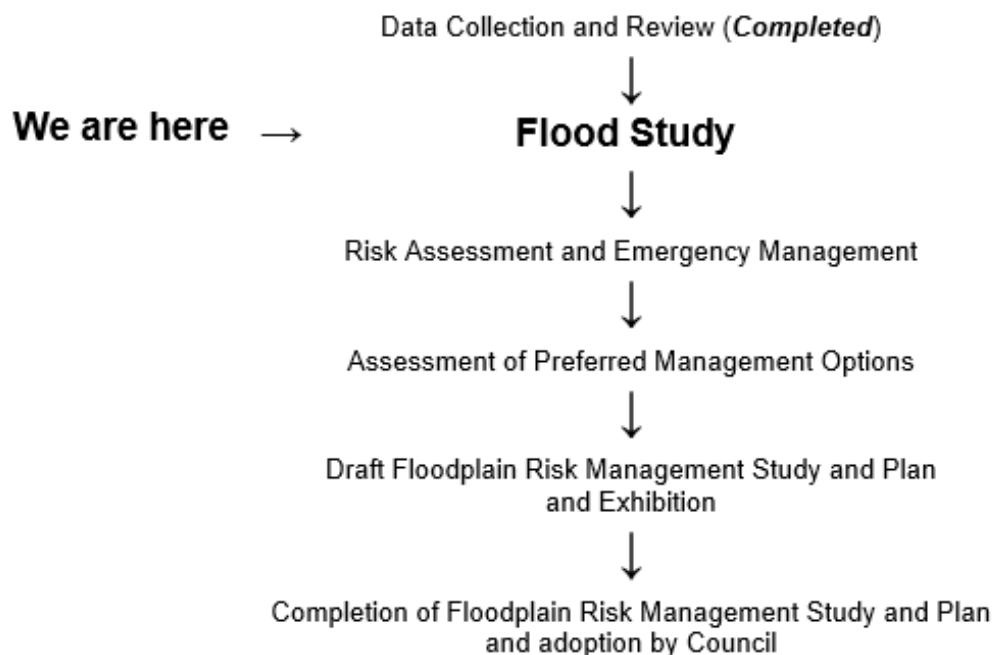 Data Collection and Review (Completed)
We are here →
Flood Study
Risk Assessment and Emergency Management
Assessment of Preferred Management Options
Draft Floodplain Risk Management Study and Plan
and Exhibition
Completion of Floodplain Risk Management Study and Plan
and adoption by Council